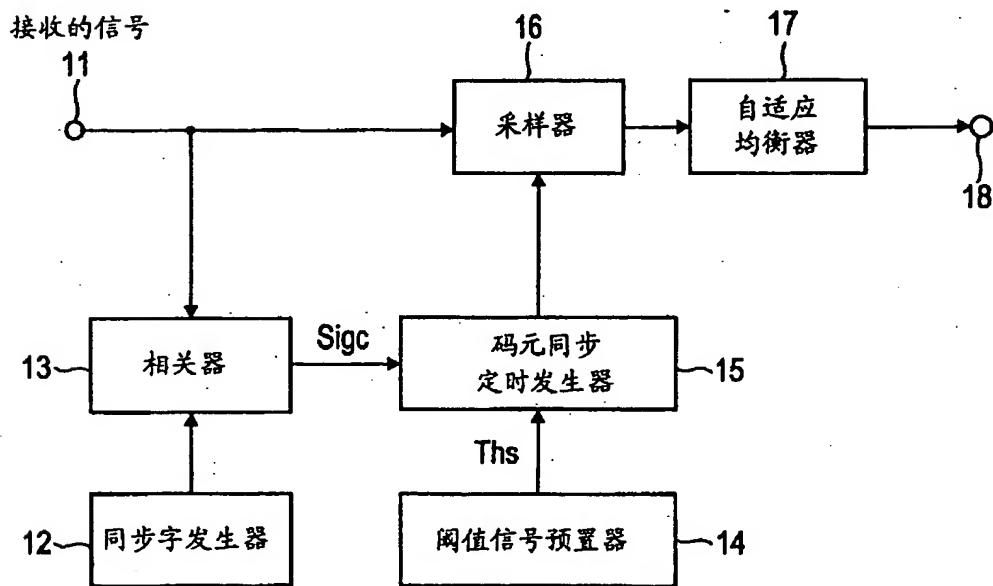 接收的信号
11
16
17
采样器
自适应
均衡器
18
Sigc
13
相关器
码元同步
定时发生器
15
Ths
12
同步字发生器
阈值信号预置器
14